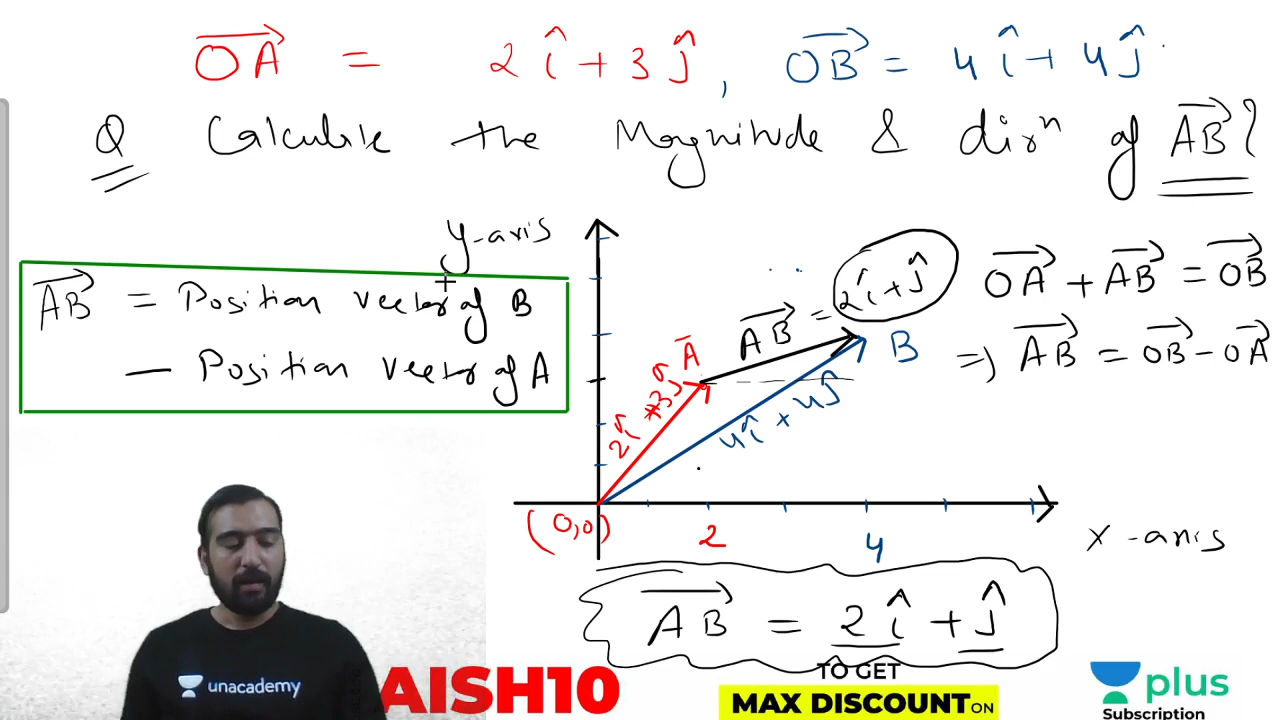 OA⃗ = 2î + 3ĵ, OB⃗ = 4î + 4ĵ
Q Calculate the Magnitude & dirⁿ of AB⃗?
y-axis
AB⃗ = Position vector of B
— Position vector of A
OA⃗ + AB⃗ = OB⃗
=> AB⃗ = OB⃗ - OA⃗
AB⃗ = 2î + ĵ
A
B
2î + 3ĵ
4î + 4ĵ
(0,0)
2
4
x-axis
AB⃗ = 2î + ĵ
unacademy
AISH10
TO GET
MAX DISCOUNT ON
plus
Subscription